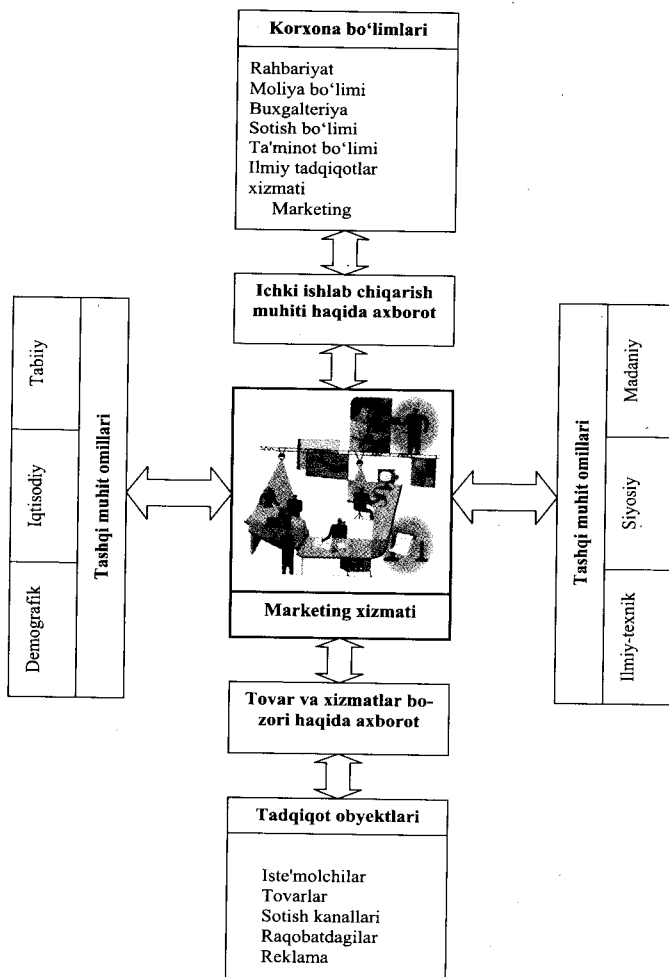 Korxona bo‘limlari
Rahbariyat
Moliya bo‘limi
Buxgalteriya
Sotish bo‘limi
Ta'minot bo‘limi
Ilmiy tadqiqotlar
xizmati
Marketing
Ichki ishlab chiqarish
muhiti haqida axborot
Tabiiy
Iqtisodiy
Demografik
Tashqi muhit omillari
Marketing xizmati
Tashqi muhit omillari
Madaniy
Siyosiy
Ilmiy-texnik
Tovar va xizmatlar bo-
zori haqida axborot
Tadqiqot obyektlari
Iste'molchilar
Tovarlar
Sotish kanallari
Raqobatdagilar
Reklama